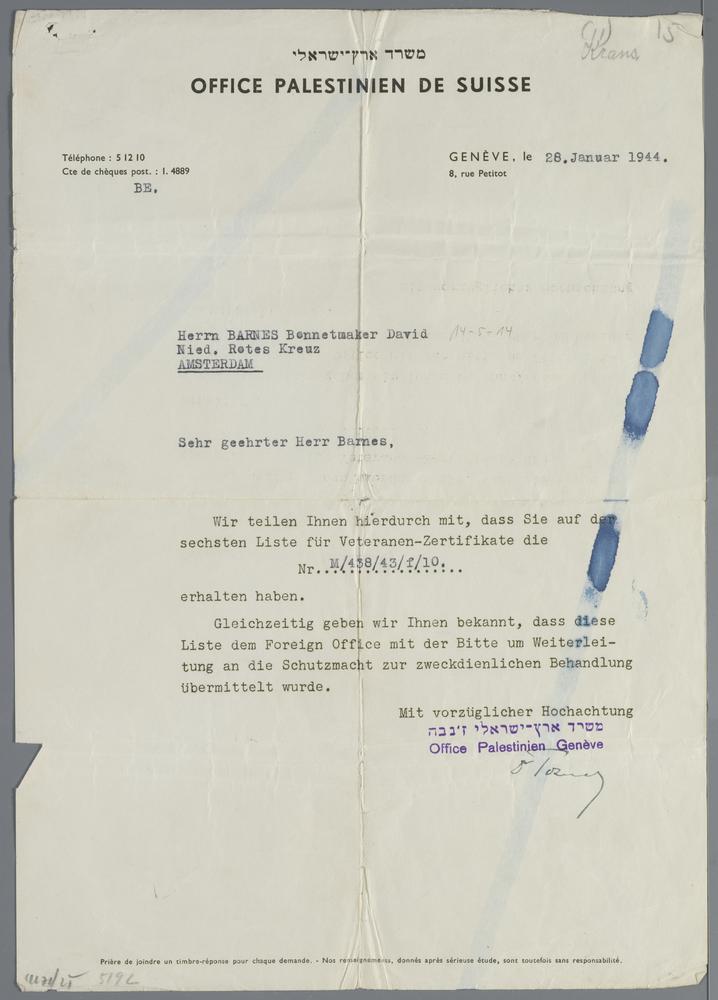 Krans
15
משרד ארץ־ישראלי
OFFICE PALESTINIEN DE SUISSE
Téléphone : 5 12 10
Cte de chèques post. : I. 4889
BE.
GENÈVE, le 28.Januar 1944.
8, rue Petitot
Herrn BARNES Bonnetmaker David 14-5-14
Nied. Rotes Kreuz
AMSTERDAM
Sehr geehrter Herr Barnes,
Wir teilen Ihnen hierdurch mit, dass Sie auf der
sechsten Liste für Veteranen-Zertifikate die
Nr..M/438/43/f/10...
erhalten haben.
Gleichzeitig geben wir Ihnen bekannt, dass diese
Liste dem Foreign Office mit der Bitte um Weiterlei-
tung an die Schutzmacht zur zweckdienlichen Behandlung
übermittelt wurde.
Mit vorzüglicher Hochachtung
משרד ארץ־ישראלי ז'נבה
Office Palestinien Genève
Prière de joindre un timbre-réponse pour chaque demande. - Nos renseignements, donnés après sérieuse étude, sont toutefois sans responsabilité.